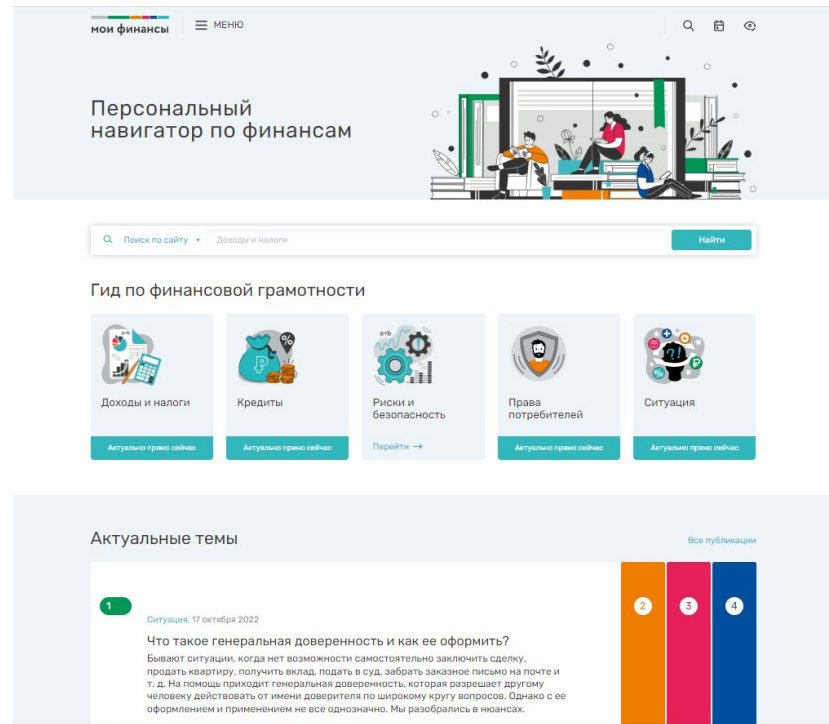 мои финансы
МЕНЮ
Персональный
навигатор по финансам
Поиск по сайту
Доходы и налоги
Найти
Гид по финансовой грамотности
a+b
%
₽
a+b
?!
%
₽
Доходы и налоги
Кредиты
Риски и
безопасность
Права
потребителей
Ситуация
Актуально прямо сейчас
Актуально прямо сейчас
Перейти →
Актуально прямо сейчас
Актуально прямо сейчас
Актуальные темы
Все публикации
1
2
3
4
Ситуация, 17 октября 2022
Что такое генеральная доверенность и как ее оформить?
Бывают ситуации, когда нет возможности самостоятельно заключить сделку,
продать квартиру, получить вклад, подать в суд, забрать заказное письмо на почте и
т. д. На помощь приходит генеральная доверенность, которая разрешает другому
человеку действовать от имени доверителя по широкому кругу вопросов. Однако с ее
оформлением и применением не все однозначно. Мы разобрались в нюансах.